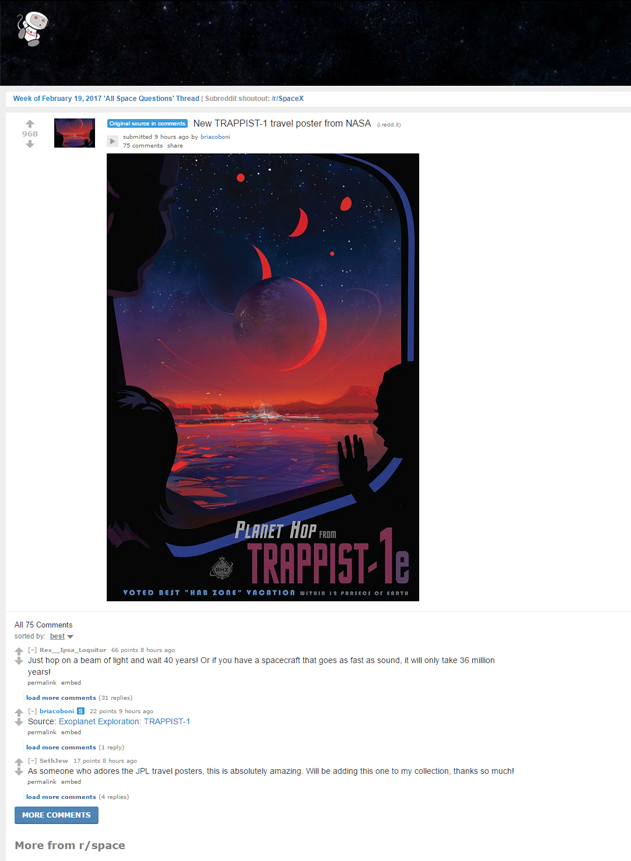 Week of February 19, 2017 'All Space Questions' Thread | Subreddit shoutout: /r/SpaceX
968
Original source in comments New TRAPPIST-1 travel poster from NASA (i.redd.it)
submitted 9 hours ago by briacoboni
75 comments share
PLANET HOP FROM
TRAPPIST-1e
VOTED BEST "HAB ZONE" VACATION WITHIN 12 PARSECS OF EARTH
All 75 Comments
sorted by: best
[–] Res__Ipsa_Loquitur 66 points 8 hours ago
Just hop on a beam of light and wait 40 years! Or if you have a spacecraft that goes as fast as sound, it will only take 36 million
years!
permalink embed
load more comments (31 replies)
[–] briacoboni S 22 points 9 hours ago
Source: Exoplanet Exploration: TRAPPIST-1
permalink embed
load more comments (1 reply)
[–] SethJew 17 points 8 hours ago
As someone who adores the JPL travel posters, this is absolutely amazing. Will be adding this one to my collection, thanks so much!
permalink embed
load more comments (4 replies)
MORE COMMENTS
More from r/space